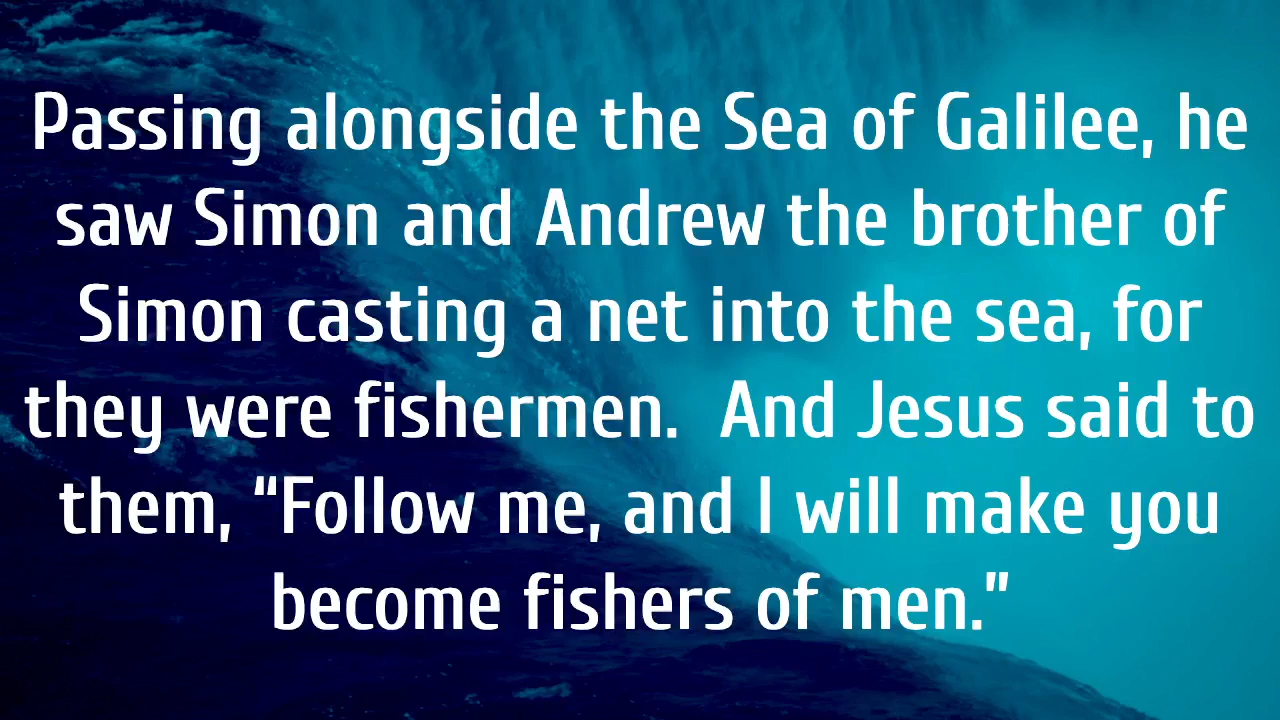 Passing alongside the Sea of Galilee, he
saw Simon and Andrew the brother of
Simon casting a net into the sea, for
they were fishermen.  And Jesus said to
them, “Follow me, and I will make you
become fishers of men.”